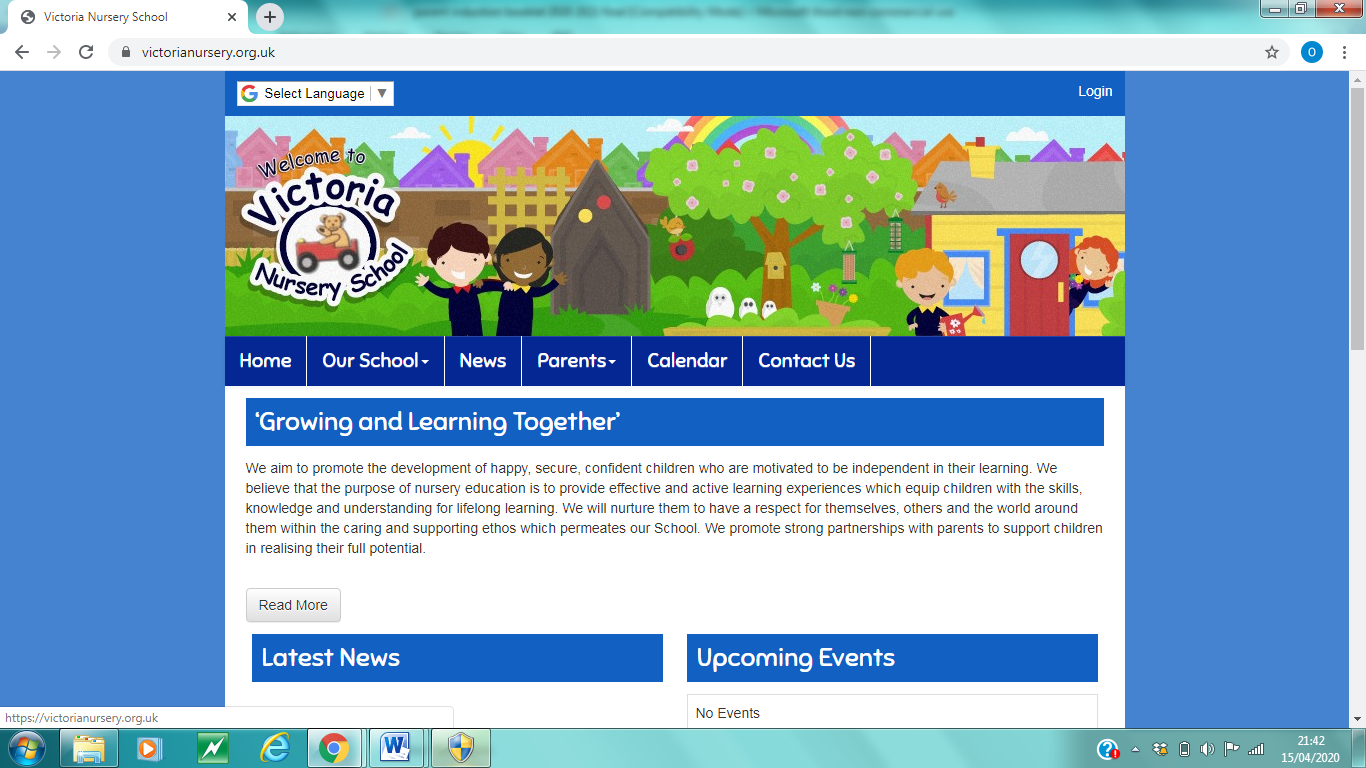 Victoria Nursery School
victorianursery.org.uk
O
Select Language ▼
Login
Welcome to
Victoria
Nursery School
Home
Our School
News
Parents
Calendar
Contact Us
‘Growing and Learning Together’
We aim to promote the development of happy, secure, confident children who are motivated to be independent in their learning. We
believe that the purpose of nursery education is to provide effective and active learning experiences which equip children with the skills,
knowledge and understanding for lifelong learning. We will nurture them to have a respect for themselves, others and the world around
them within the caring and supporting ethos which permeates our School. We promote strong partnerships with parents to support children
in realising their full potential.
Read More
Latest News
Upcoming Events
No Events
https://victorianursery.org.uk
21:42
15/04/2020